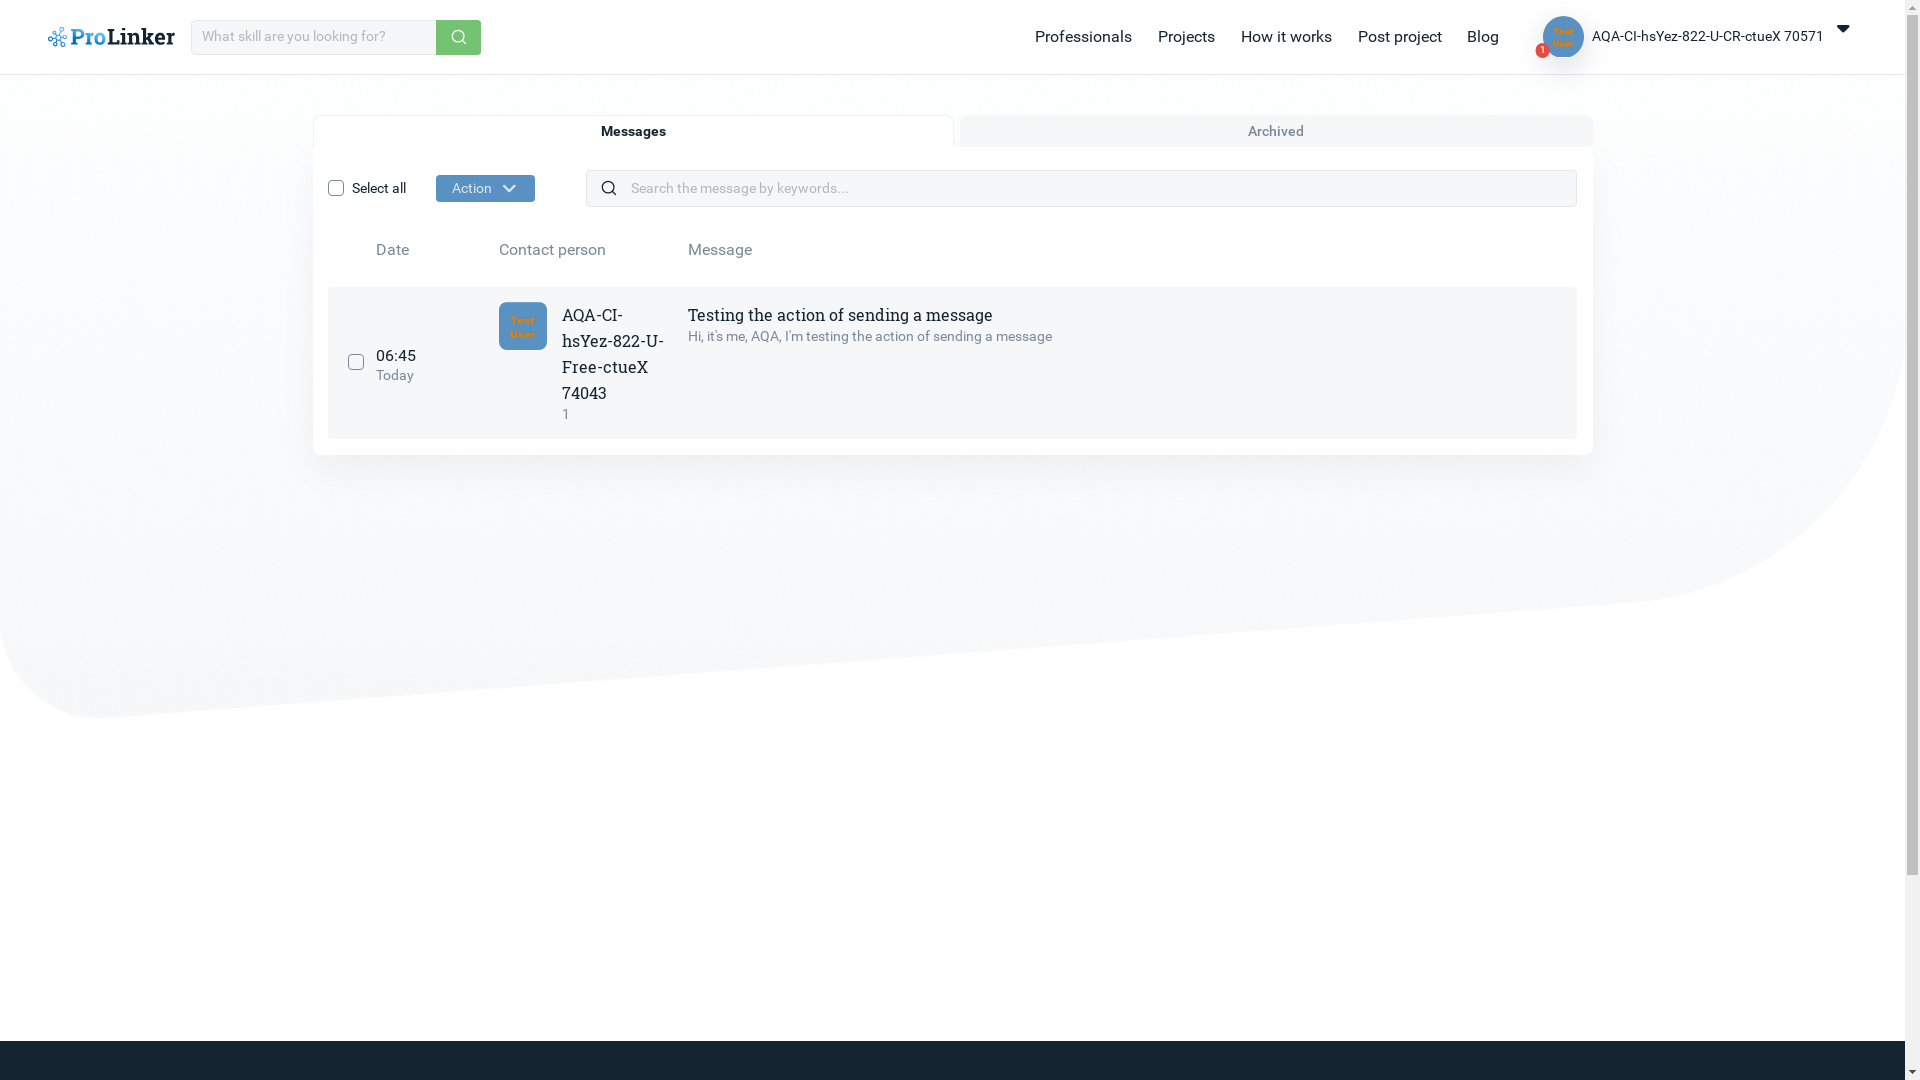 ProLinker
What skill are you looking for?
Professionals
Projects
How it works
Post project
Blog
Test
User
1
AQA-CI-hsYez-822-U-CR-ctueX 70571
Messages
Archived
Select all
Action
Search the message by keywords...
Date
Contact person
Message
06:45
Today
Test
User
AQA-CI-
hsYez-822-U-
Free-ctueX
74043
1
Testing the action of sending a message
Hi, it's me, AQA, I'm testing the action of sending a message